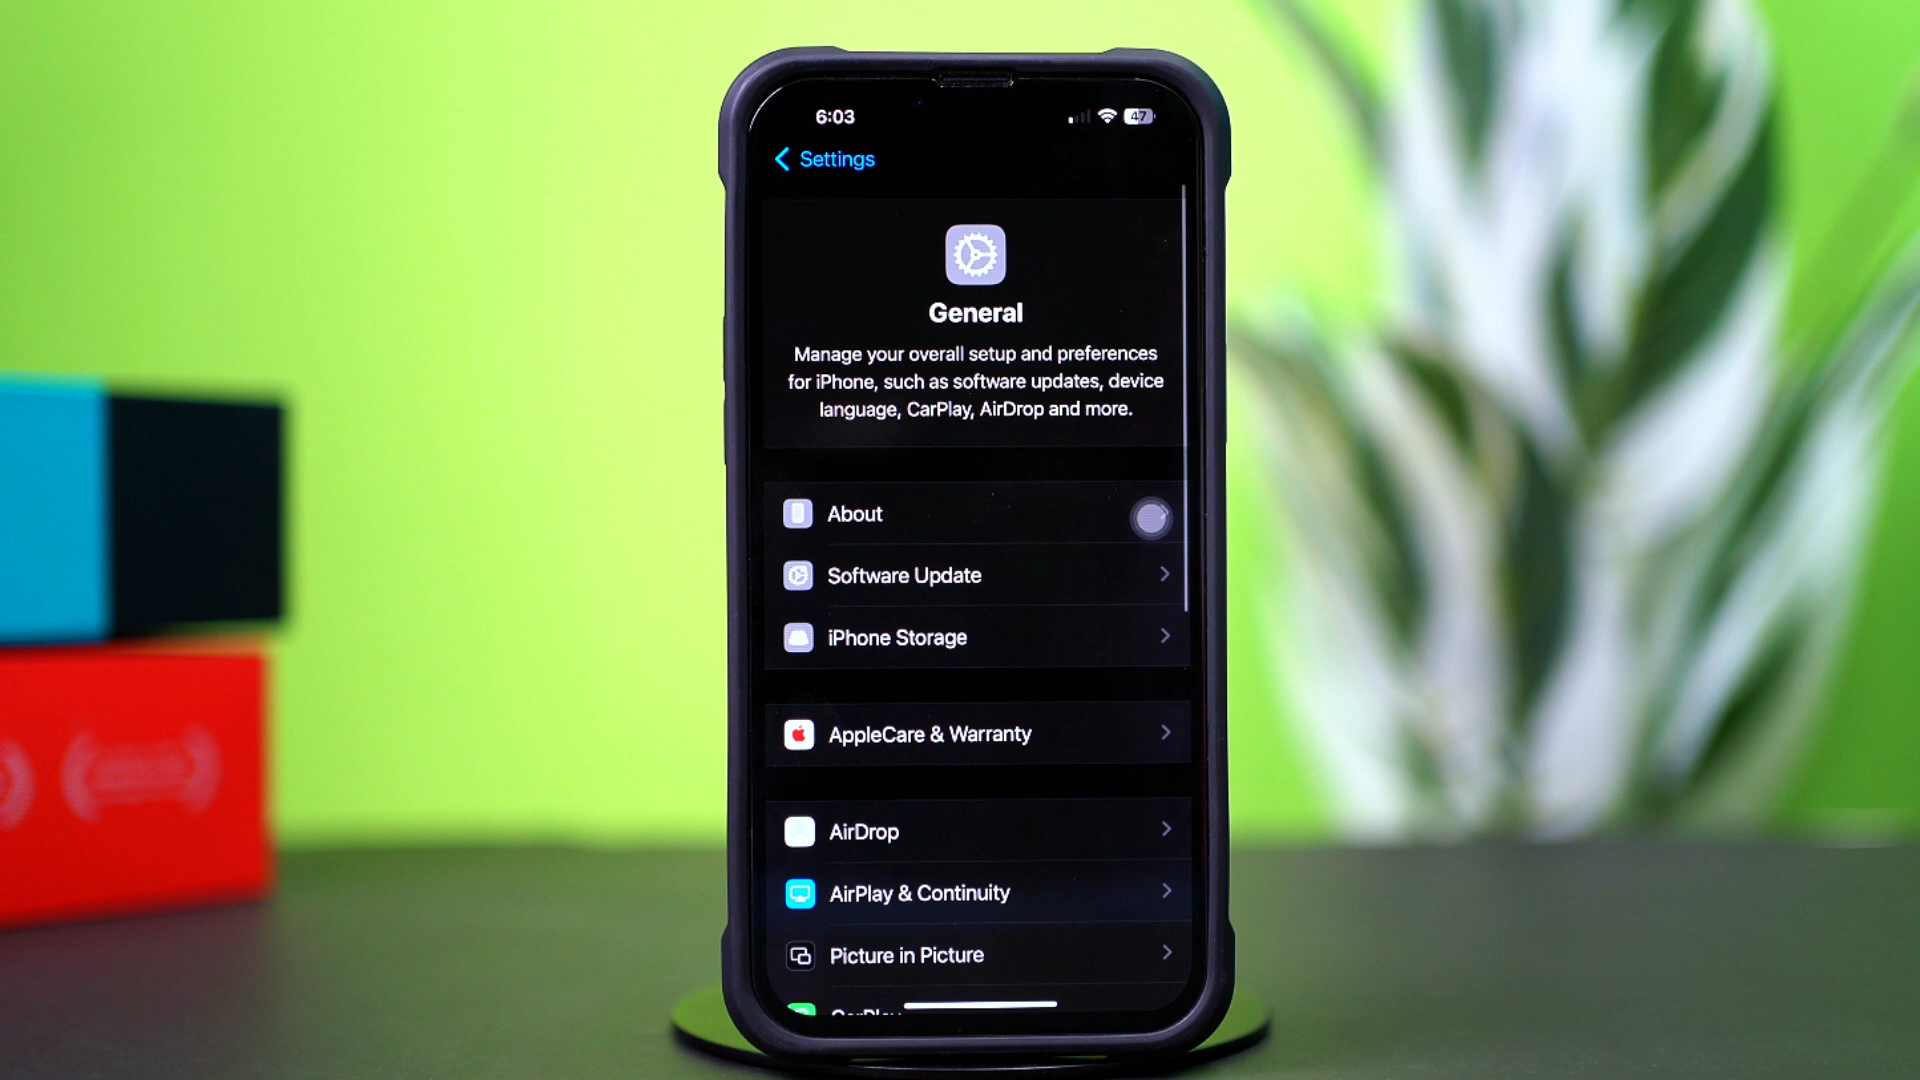 6:03
47
Settings
General
Manage your overall setup and preferences
for iPhone, such as software updates, device
language, CarPlay, AirDrop and more.
About
Software Update
iPhone Storage
AppleCare & Warranty
AirDrop
AirPlay & Continuity
Picture in Picture
CarPlay